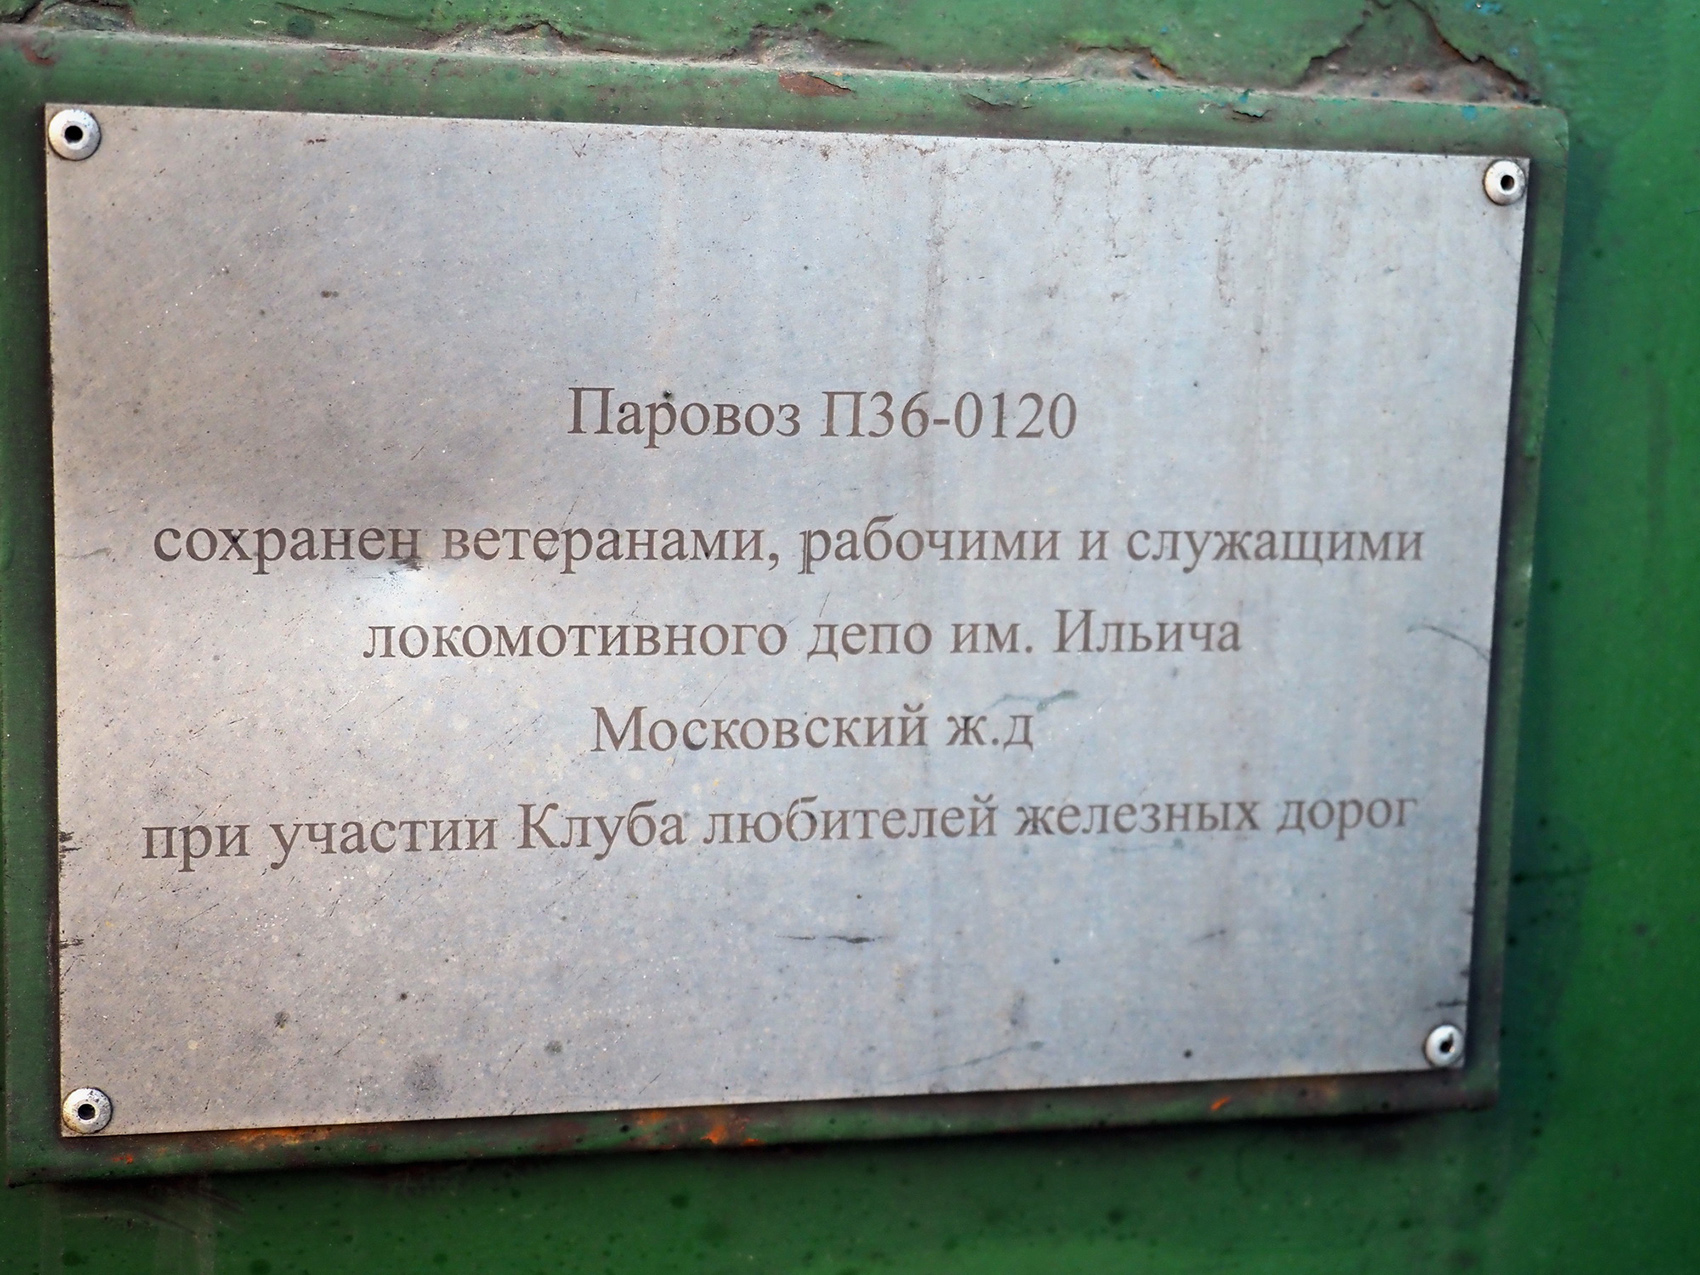 Паровоз П36-0120
сохранен ветеранами, рабочими и служащими
локомотивного депо им. Ильича
Московский ж.д
при участии Клуба любителей железных дорог